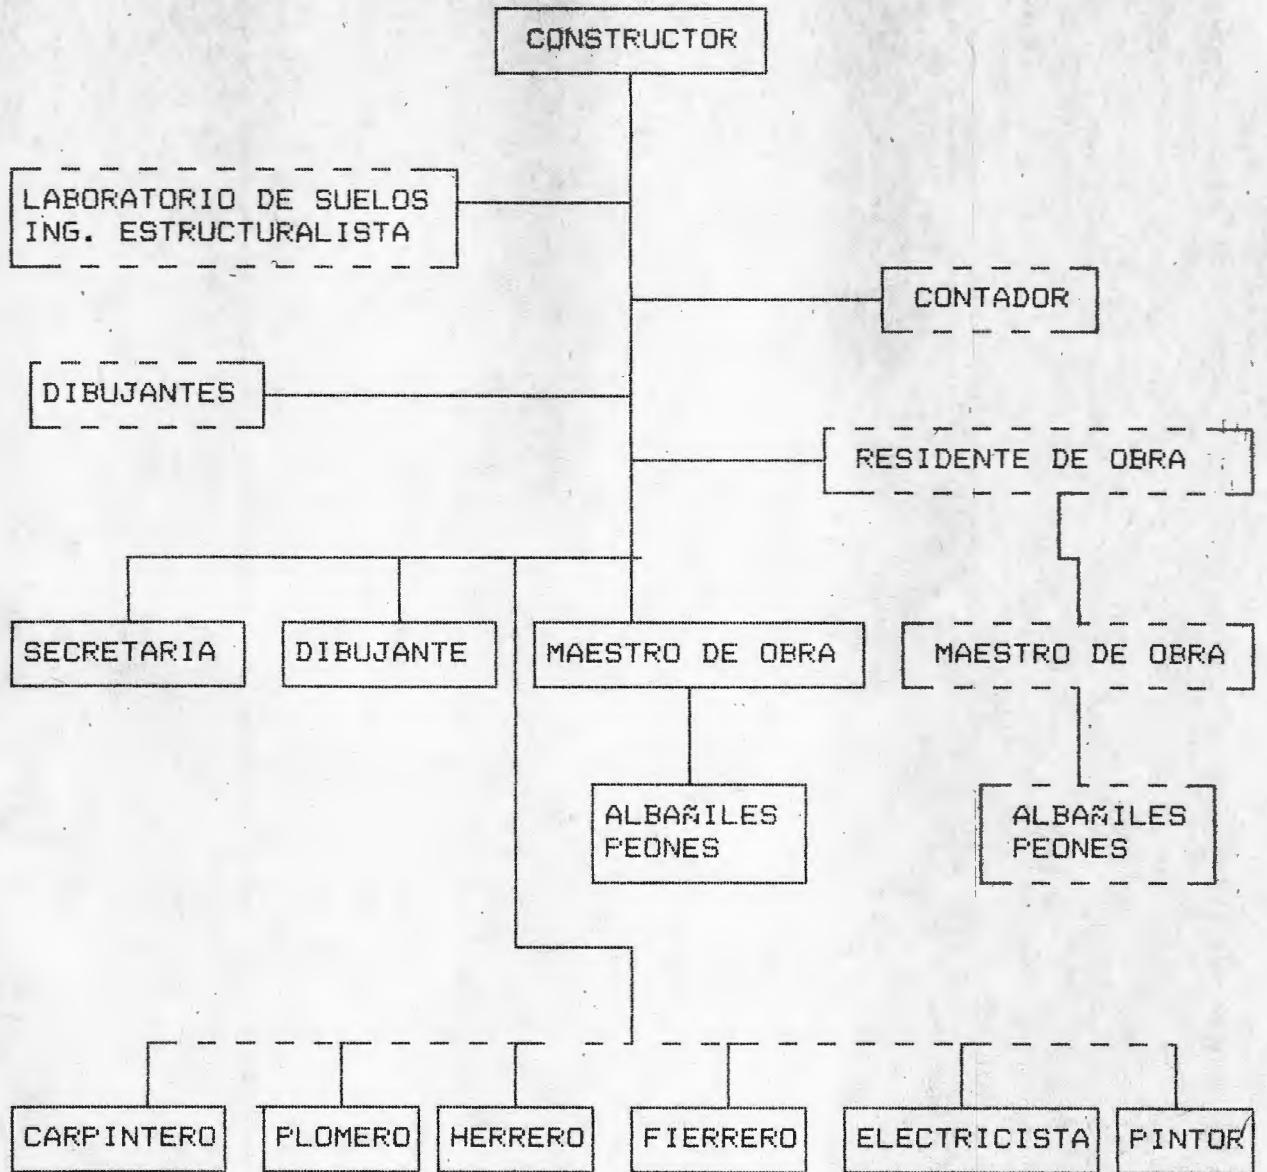 CONSTRUCTOR
LABORATORIO DE SUELOS
ING. ESTRUCTURALISTA
CONTADOR
DIBUJANTES
RESIDENTE DE OBRA
SECRETARIA
DIBUJANTE
MAESTRO DE OBRA
MAESTRO DE OBRA
ALBAÑILES
PEONES
ALBAÑILES
PEONES
CARPINTERO
PLOMERO
HERRERO
FIERRERO
ELECTRICISTA
PINTOR